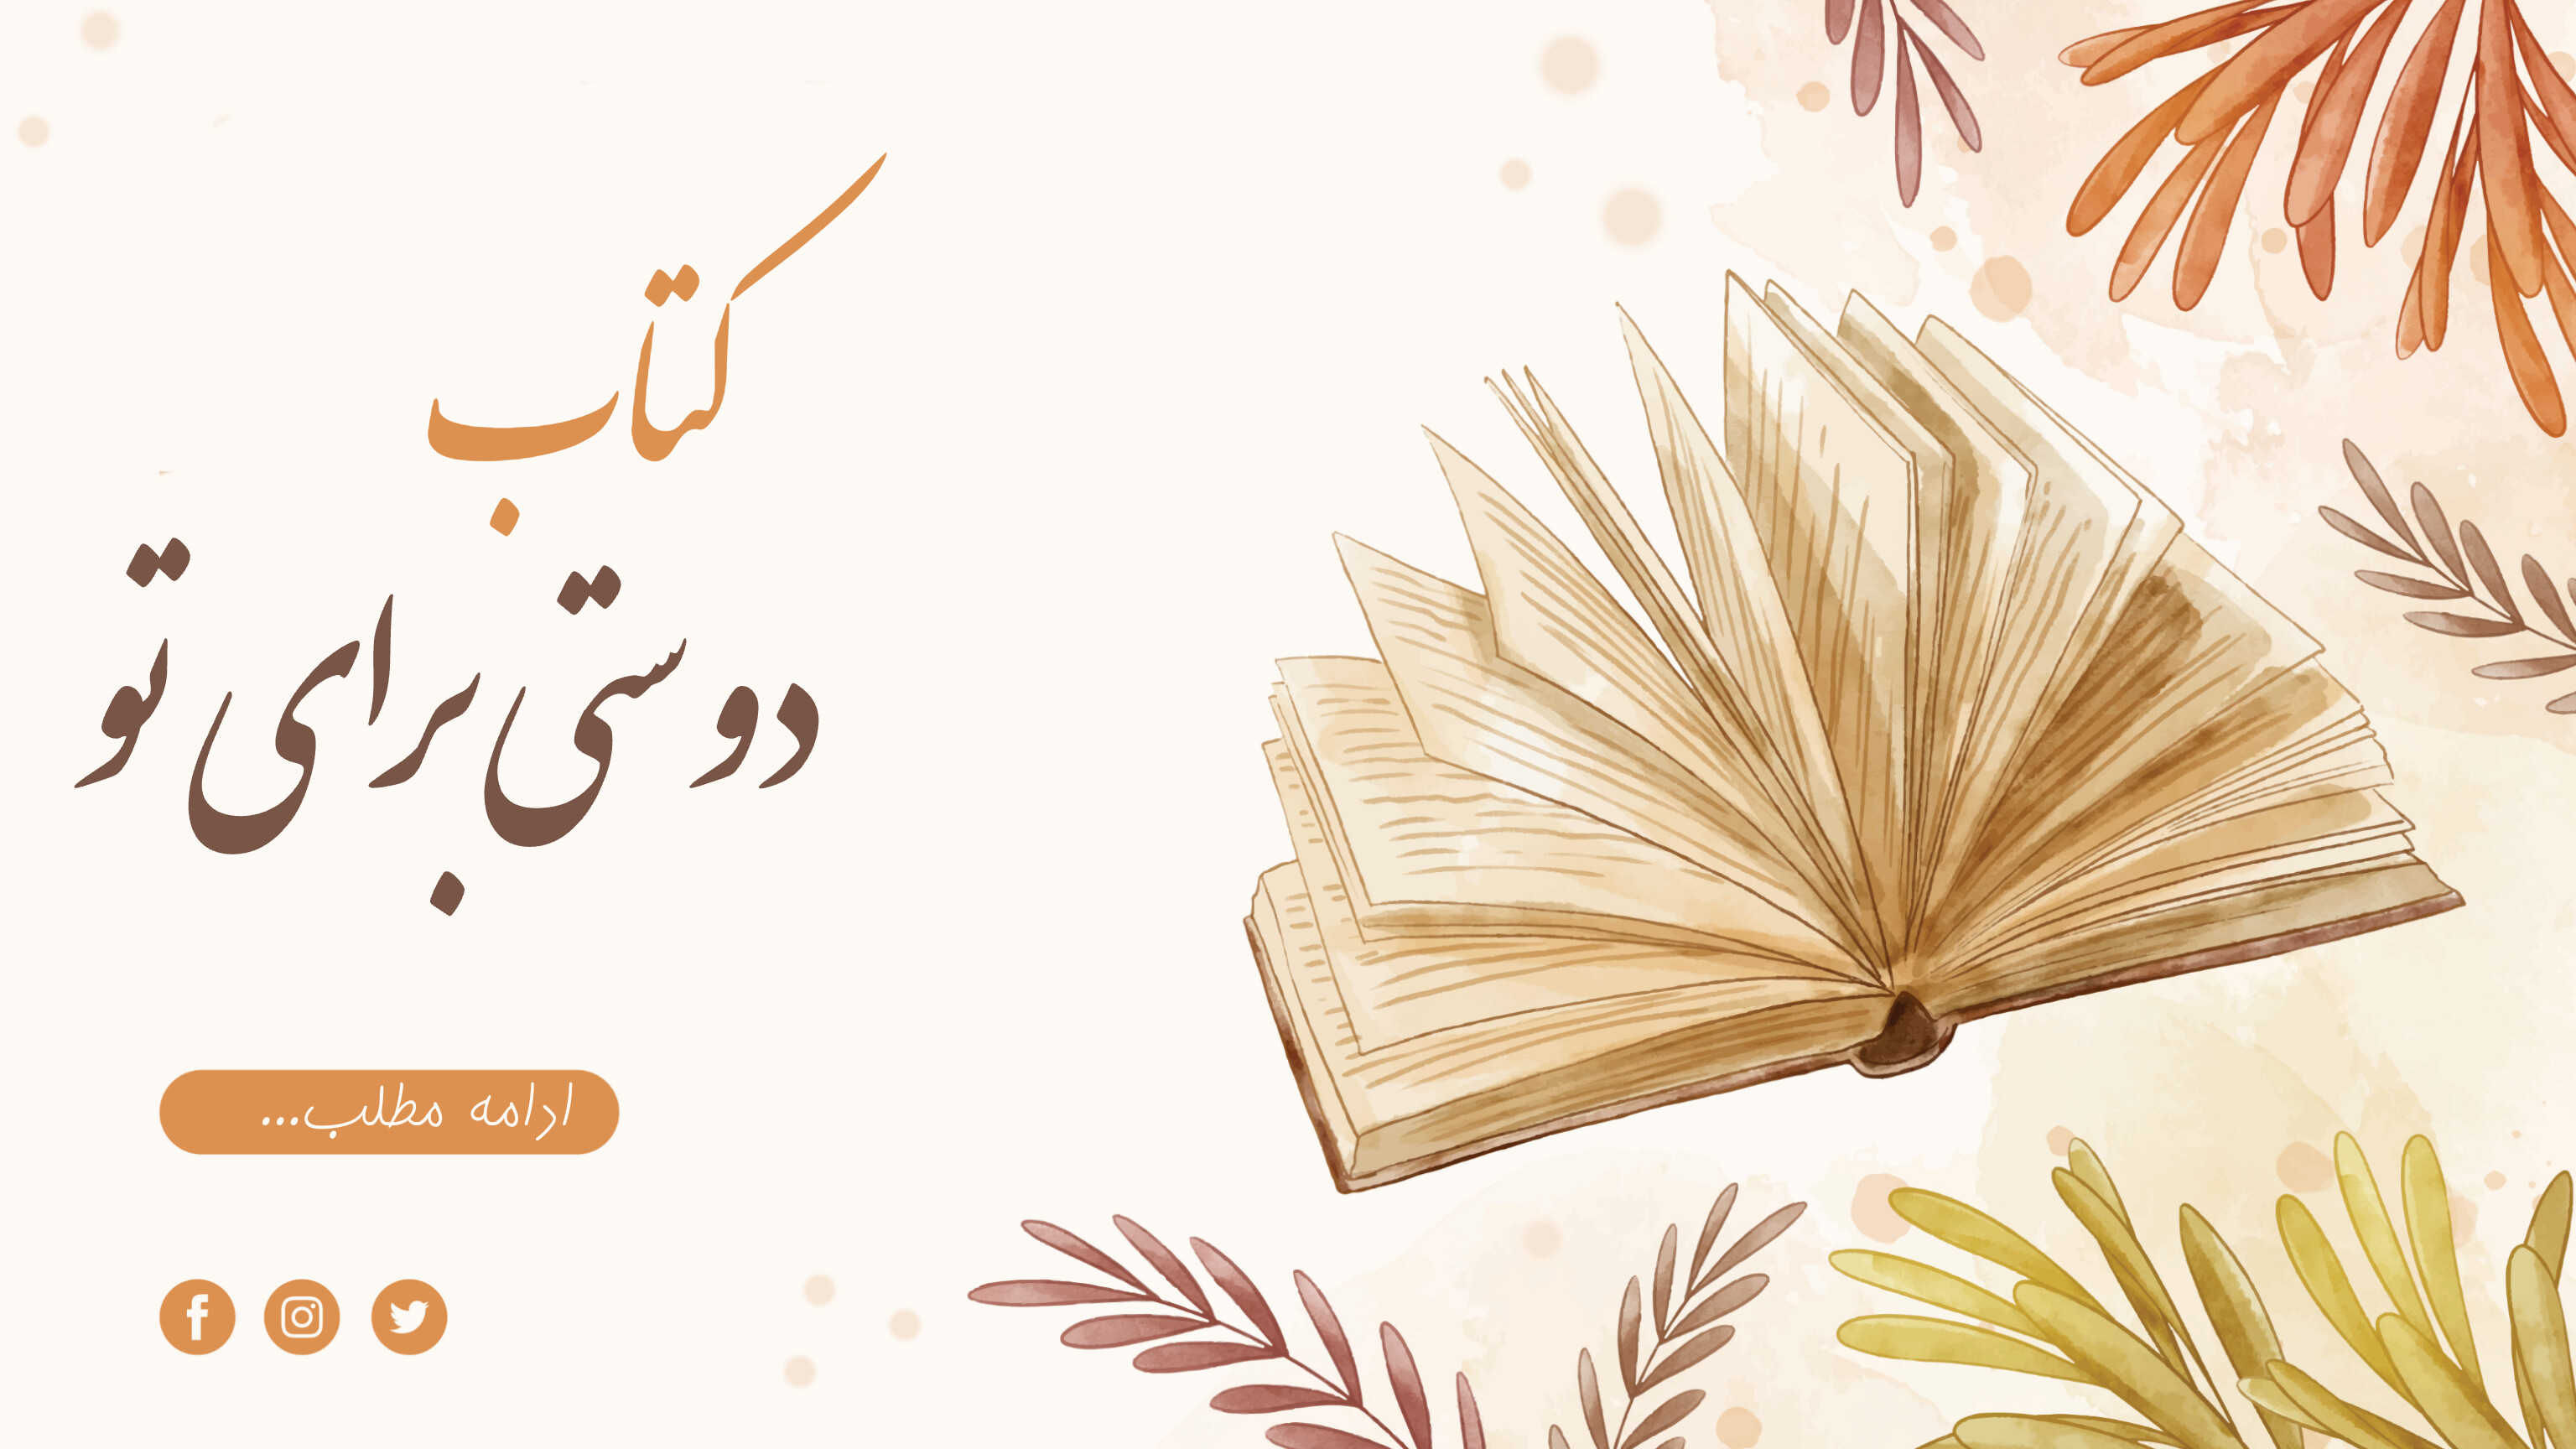 کتاب
دوستی برای تو
ادامه مطلب...